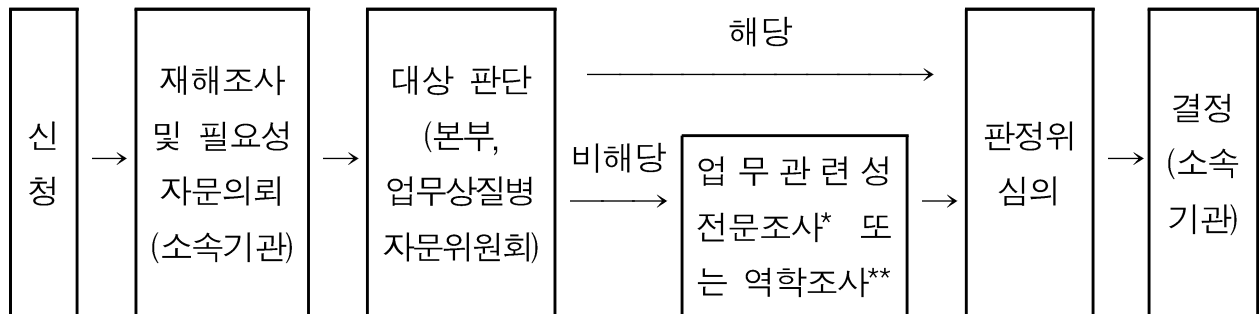 신
청
재해조사
및 필요성
자문의뢰
(소속기관)
대상 판단
(본부,
업무상질병
자문위원회)
해당
비해당
업무관련성
전문조사* 또
는 역학조사**
판정위
심의
결정
(소속
기관)